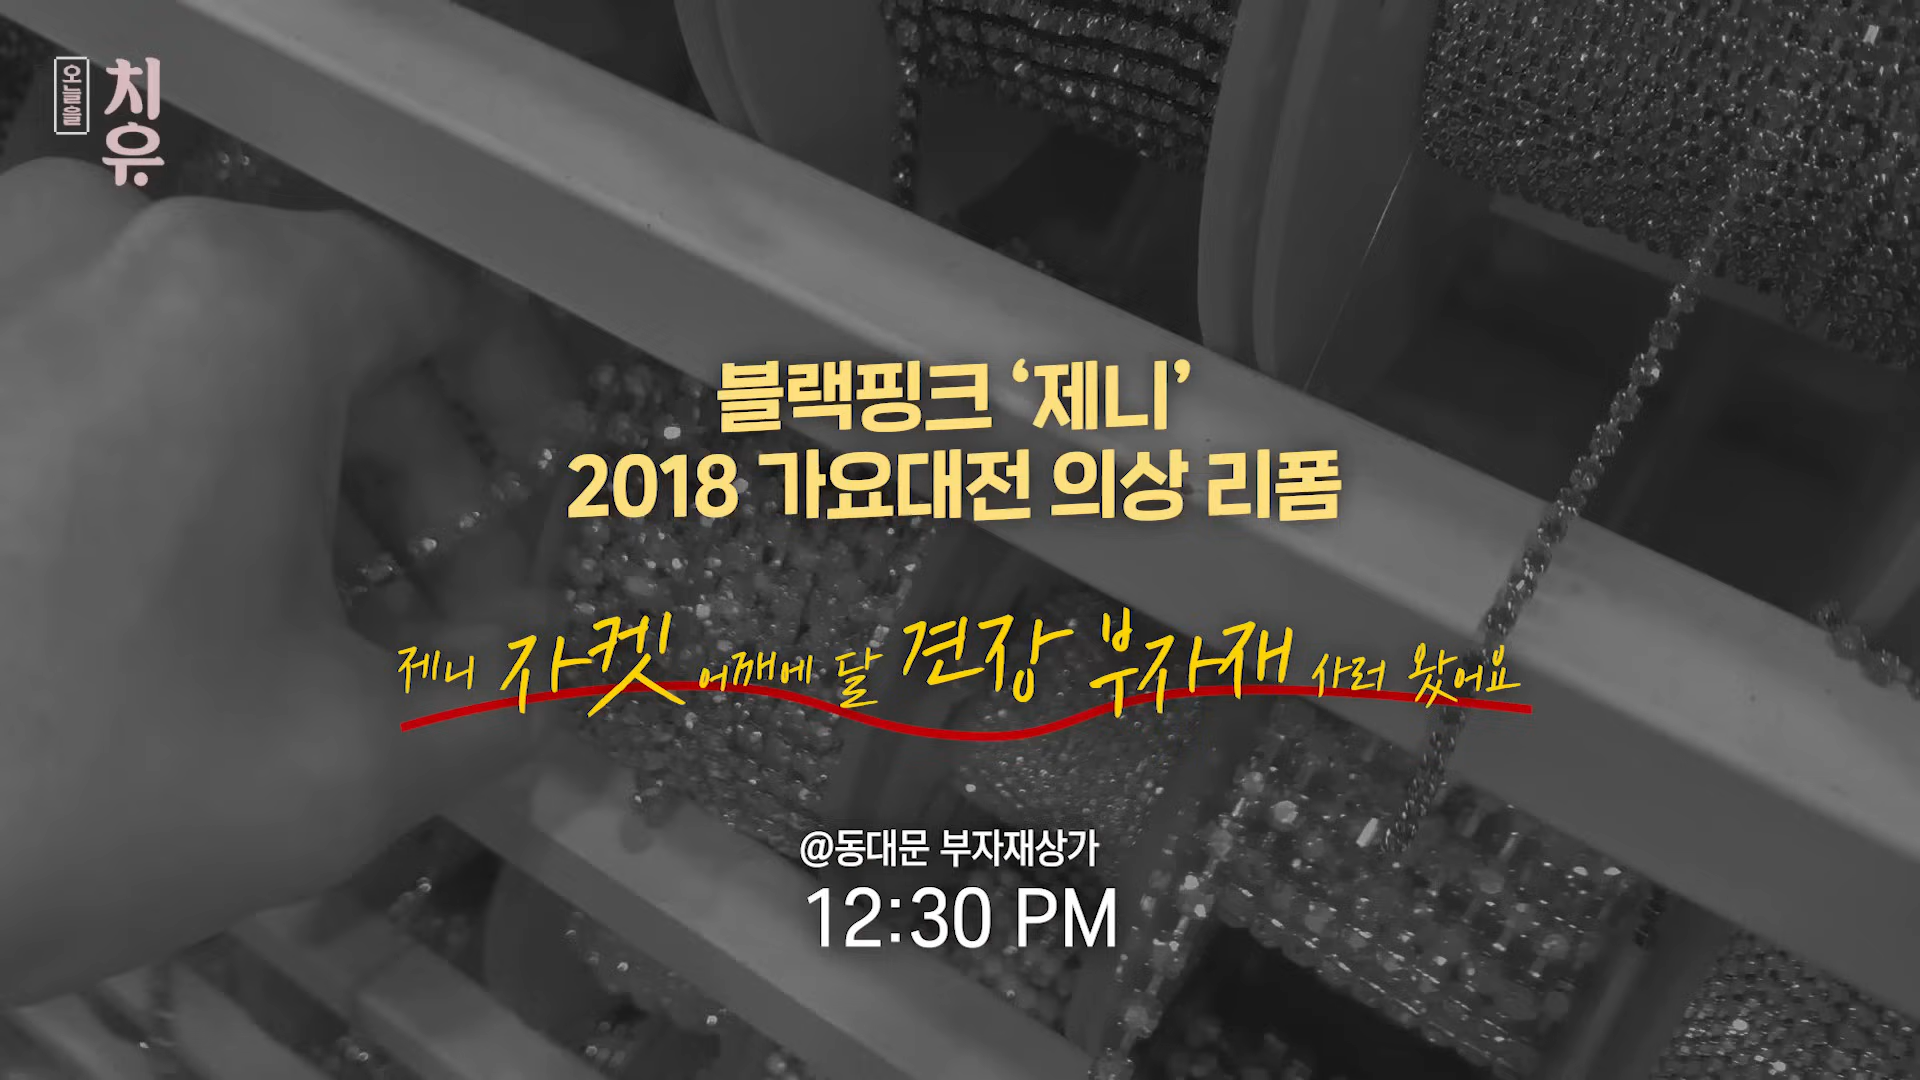 오늘을
치유.
블랙핑크 ‘제니’
2018 가요대전 의상 리폼
제니 자켓 어깨에 달 견장 부자재 사러 왔어요
@동대문 부자재상가
12:30 PM